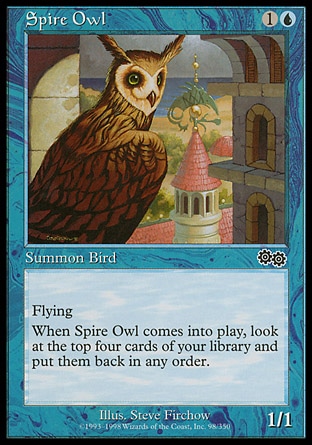 Spire Owl 1
Summon Bird
Flying
When Spire Owl comes into play, look
at the top four cards of your library and
put them back in any order.
Illus. Steve Firchow
©1993-1998 Wizards of the Coast, Inc. 98/350
1/1